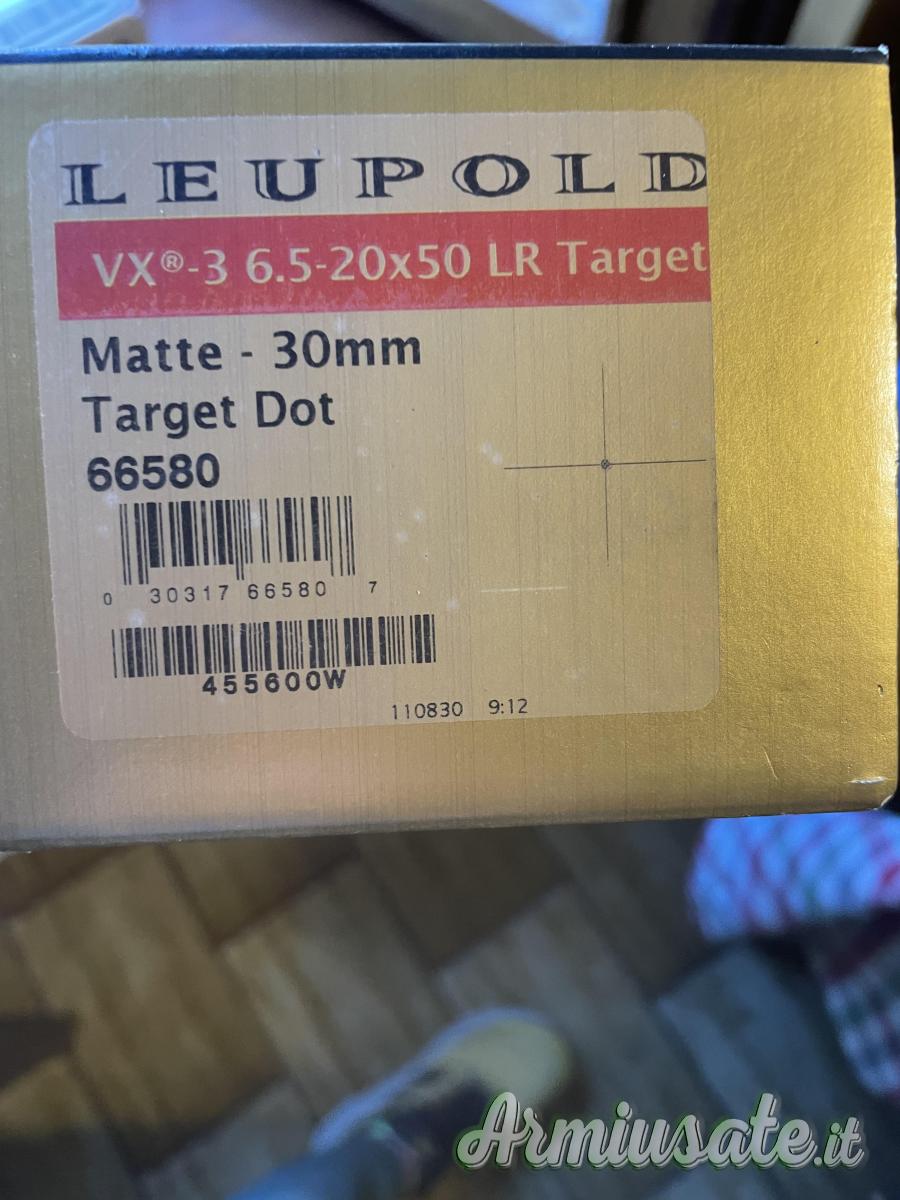 LEUPOLD
VX®-3 6.5-20x50 LR Target
Matte - 30mm
Target Dot
66580
0 30317 66580 7
455600W
110830 9:12
Armiusate.it